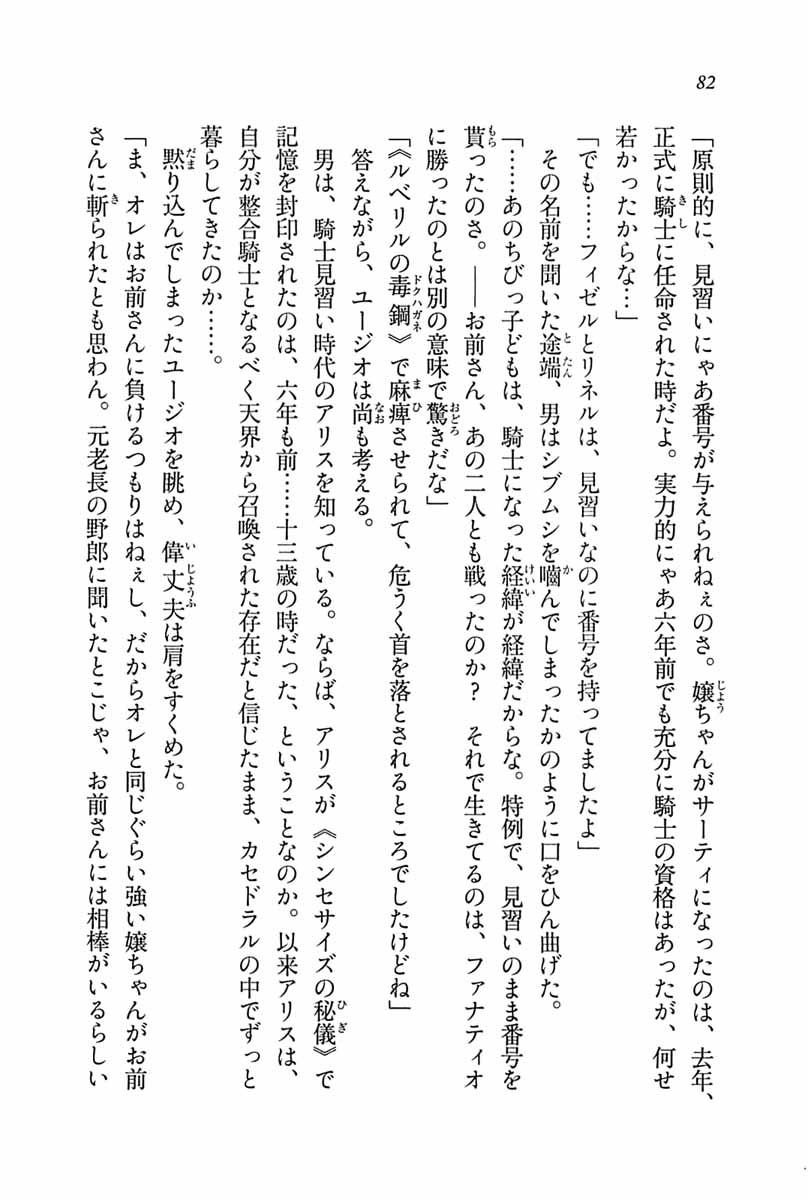 82
「原則的に、見習いにゃあ番号が与えられねぇのさ。嬢ちゃんがサーティになったのは、去年、
正式に騎士に任命された時だよ。実力的にゃあ六年前でも充分に騎士の資格はあったが、何せ
若かったからな…」
「でも……フィゼルとリネルは、見習いなのに番号を持ってましたよ」
その名前を聞いた途端、男はシブムシを嚙んでしまったかのように口をひん曲げた。
「……あのちびっ子どもは、騎士になった経緯が経緯だからな。特例で、見習いのまま番号を
貰ったのさ。――お前さん、あの二人とも戦ったのか？　それで生きてるのは、ファナティオ
に勝ったのとは別の意味で驚きだな」
「《ルベリルの毒鋼》で麻痺させられて、危うく首を落とされるところでしたけどね」
答えながら、ユージオは尚も考える。
男は、騎士見習い時代のアリスを知っている。ならば、アリスが《シンセサイズの秘儀》で
記憶を封印されたのは、六年も前……十三歳の時だった、ということなのか。以来アリスは、
自分が整合騎士となるべく天界から召喚された存在だと信じたまま、カセドラルの中でずっと
暮らしてきたのか……。
黙り込んでしまったユージオを眺め、偉丈夫は肩をすくめた。
「ま、オレはお前さんに負けるつもりはねぇし、だからオレと同じぐらい強い嬢ちゃんがお前
さんに斬られたとも思わん。元老長の野郎に聞いたとこじゃ、お前さんには相棒がいるらしい